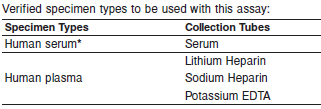 Verified specimen types to be used with this assay:
Specimen Types Collection Tubes
Human serum* Serum
Lithium Heparin
Human plasma Sodium Heparin
Potassium EDTA